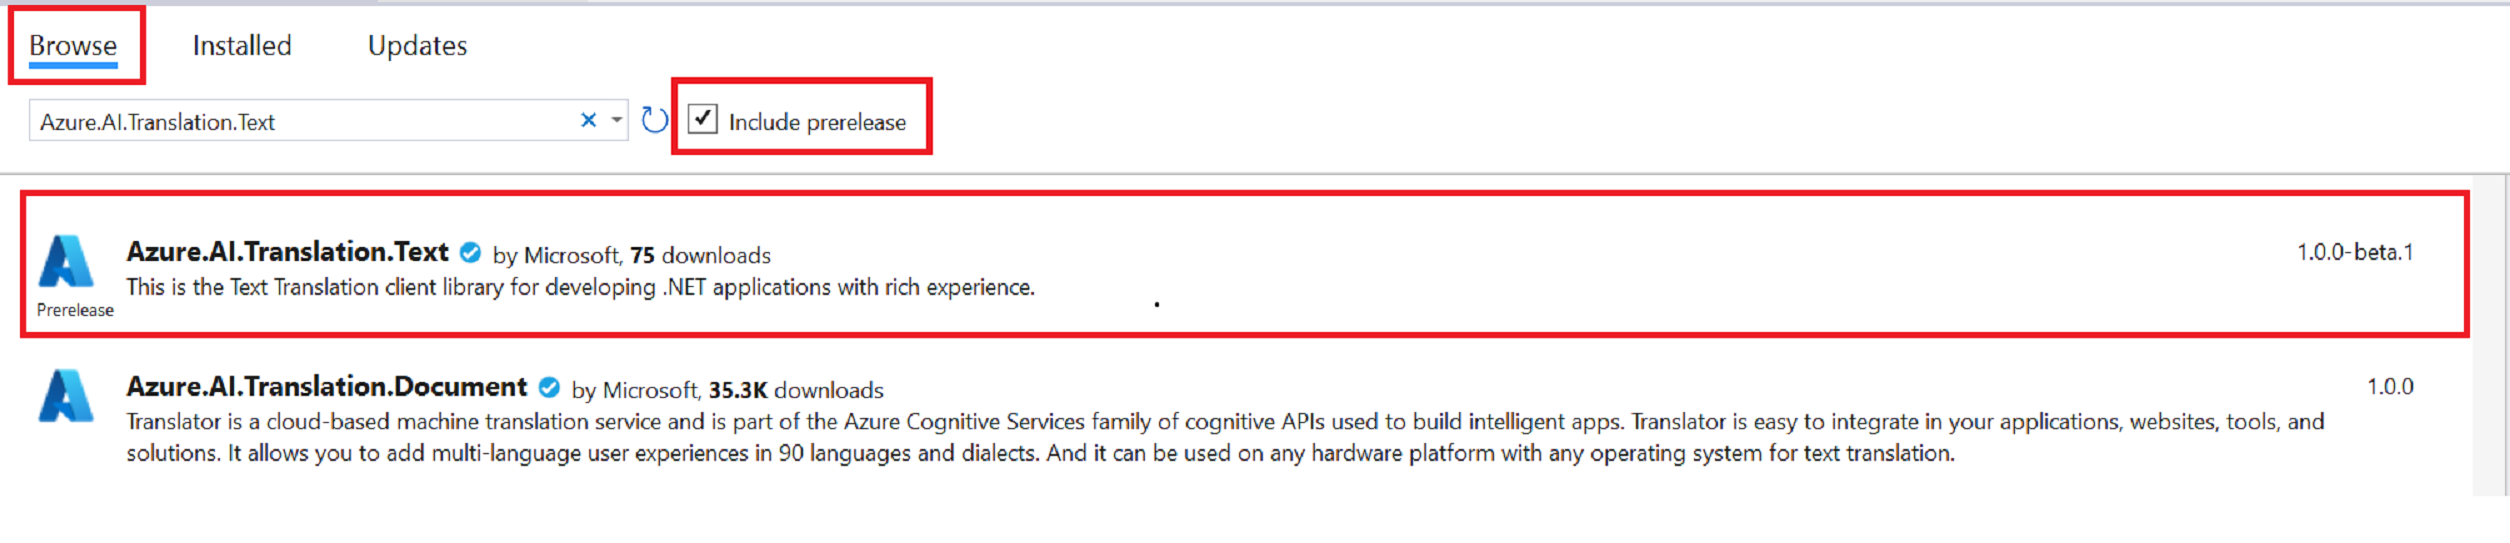 Browse Installed Updates
Azure.AI.Translation.Text Include prerelease
Azure.AI.Translation.Text by Microsoft, 75 downloads 1.0.0-beta.1
This is the Text Translation client library for developing .NET applications with rich experience.
Prerelease
Azure.AI.Translation.Document by Microsoft, 35.3K downloads 1.0.0
Translator is a cloud-based machine translation service and is part of the Azure Cognitive Services family of cognitive APIs used to build intelligent apps. Translator is easy to integrate in your applications, websites, tools, and
solutions. It allows you to add multi-language user experiences in 90 languages and dialects. And it can be used on any hardware platform with any operating system for text translation.